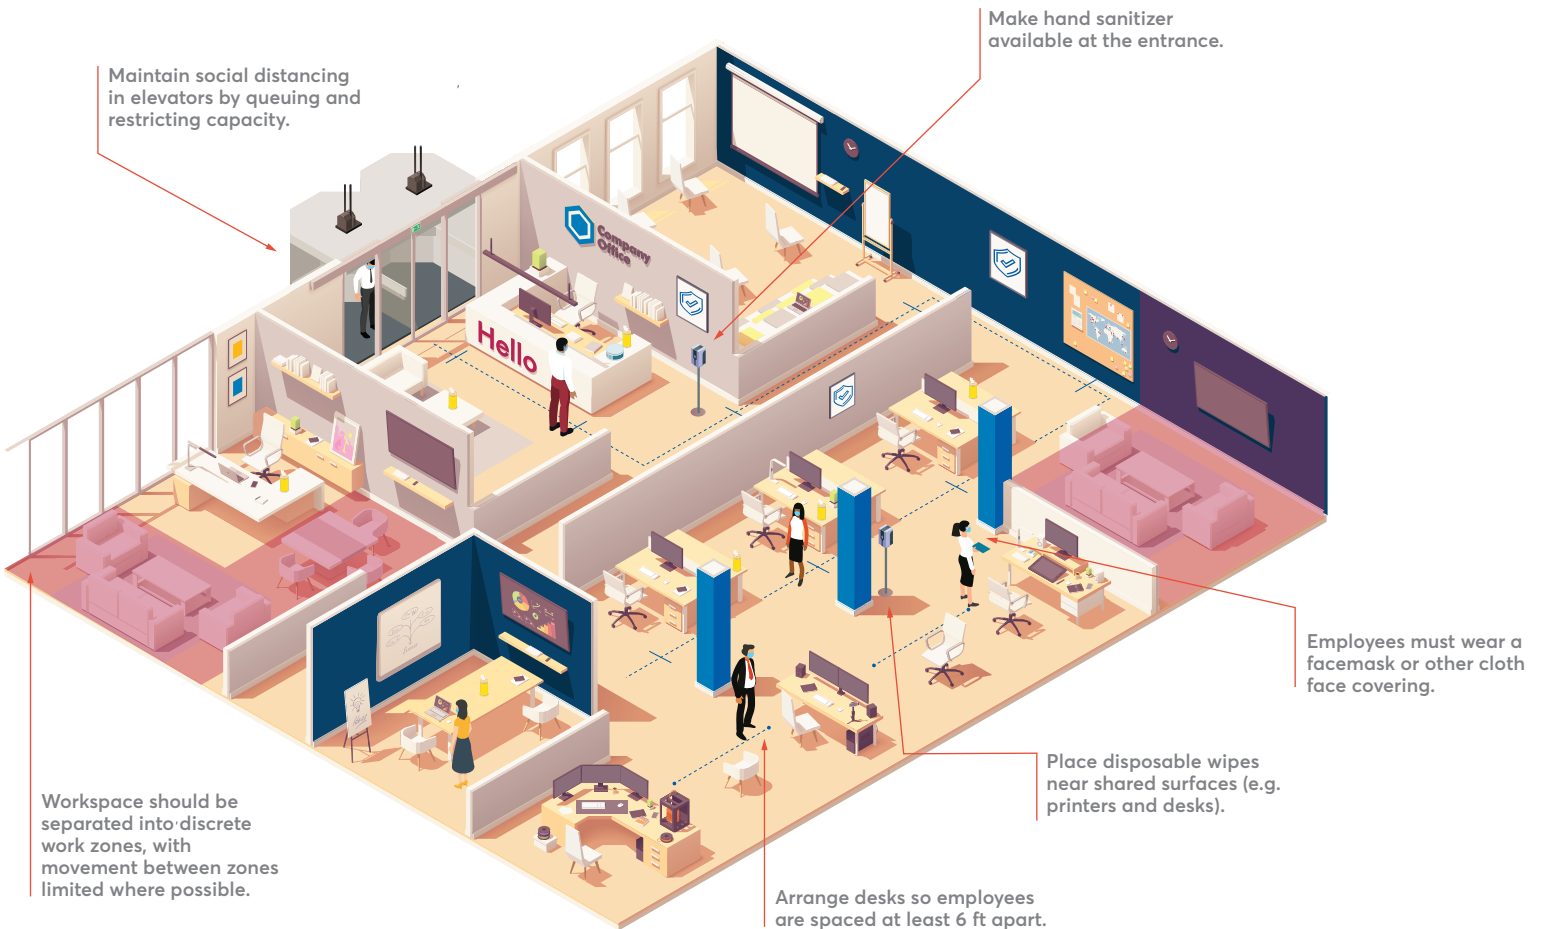 Make hand sanitizer
available at the entrance.
Maintain social distancing
in elevators by queuing and
restricting capacity.
Company
Office
Hello
Employees must wear a
facemask or other cloth
face covering.
Place disposable wipes
near shared surfaces (e.g.
printers and desks).
Workspace should be
separated into discrete
work zones, with
movement between zones
limited where possible.
Arrange desks so employees
are spaced at least 6 ft apart.